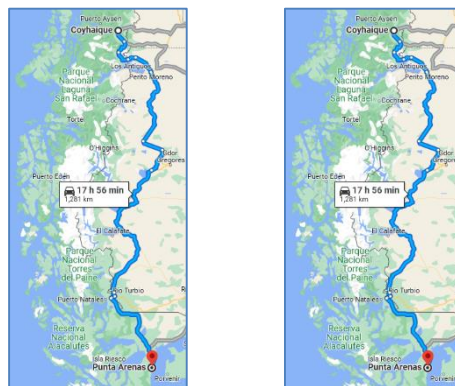 Puerto Aysén
Coyhaique
Los Antiguos
Perito Moreno
Parque
Nacional
Laguna
San Rafael
Cochrane
Tortel
O'Higgins
Gregores
Puerto Edén
17 h 56 min
1,281 km
El Calafate
Parque
Nacional
Torres
del Paine
Río Turbio
Puerto Natales
Reserva
Nacional
Alacalufes
Isla Riesco
Punta Arenas
Porvenir
Puerto Aysén
Coyhaique
Los Antiguos
Perito Moreno
Parque
Nacional
Laguna
San Rafael
Cochrane
Tortel
O'Higgins
Gregores
Puerto Edén
17 h 56 min
1,281 km
El Calafate
Parque
Nacional
Torres
del Paine
Río Turbio
Puerto Natales
Reserva
Nacional
Alacalufes
Isla Riesco
Punta Arenas
Porvenir